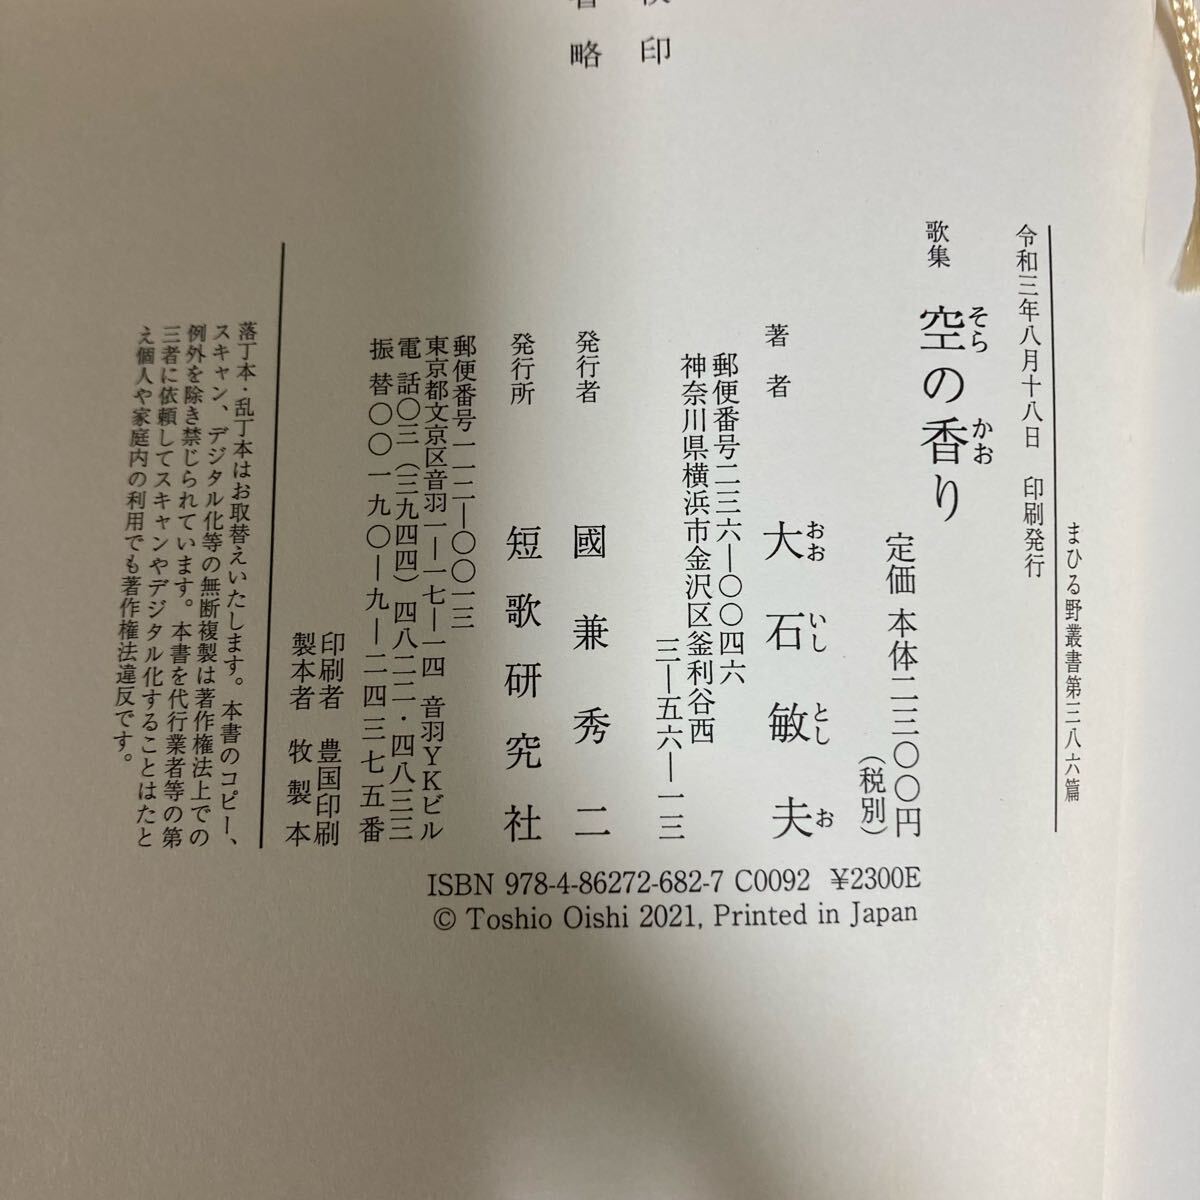 印
略
まひる野叢書第三八六篇
令和三年八月十八日 印刷発行
歌集 空の香り
そら かお
定価 本体二三〇〇円
(税別)
著者 大石敏夫
おお いし とし お
郵便番号二三六―〇〇四六
神奈川県横浜市金沢区釜利谷西
三―五六―一三
発行者 國兼秀二
発行所 短歌研究社
郵便番号一一二―〇〇一三
東京都文京区音羽一―一七―一四 音羽YKビル
電話〇三(三九四四)四八二二・四八三三
振替〇〇一九〇―九―二四三七五番
印刷者 豊国印刷
製本者 牧製本
落丁本・乱丁本はお取替えいたします。本書のコピー、
スキャン、デジタル化等の無断複製は著作権法上での
例外を除き禁じられています。本書を代行業者等の第
三者に依頼してスキャンやデジタル化することはたと
え個人や家庭内の利用でも著作権法違反です。
ISBN 978-4-86272-682-7 C0092 ¥2300E
© Toshio Oishi 2021, Printed in Japan